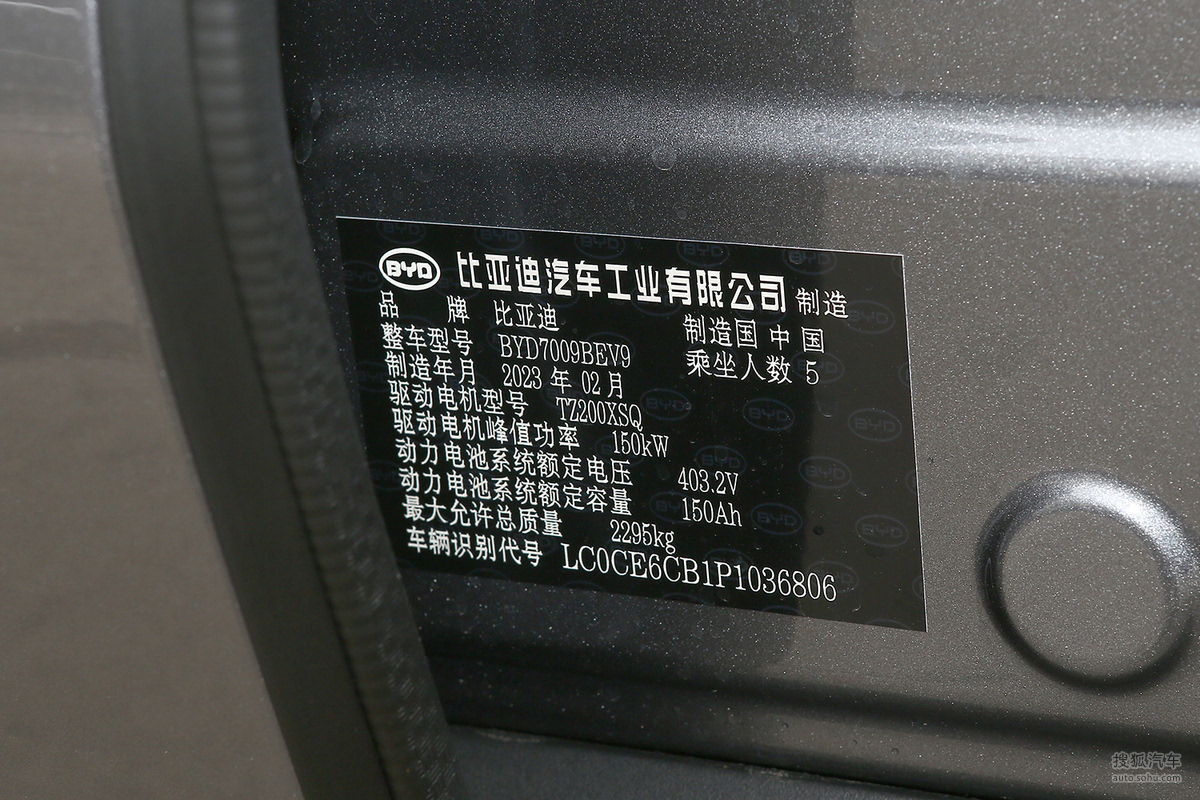 BYD 比亚迪汽车工业有限公司 制造
品 牌 比亚迪 制造国 中国
整车型号 BYD7009BEV9 乘坐人数 5
制造年月 2023 年 02 月
驱动电机型号 TZ200XSQ
驱动电机峰值功率 150kW
动力电池系统额定电压 403.2V
动力电池系统额定容量 150Ah
最大允许总质量 2295kg
车辆识别代号 LC0CE6CB1P1036806
搜狐汽车
auto.sohu.com